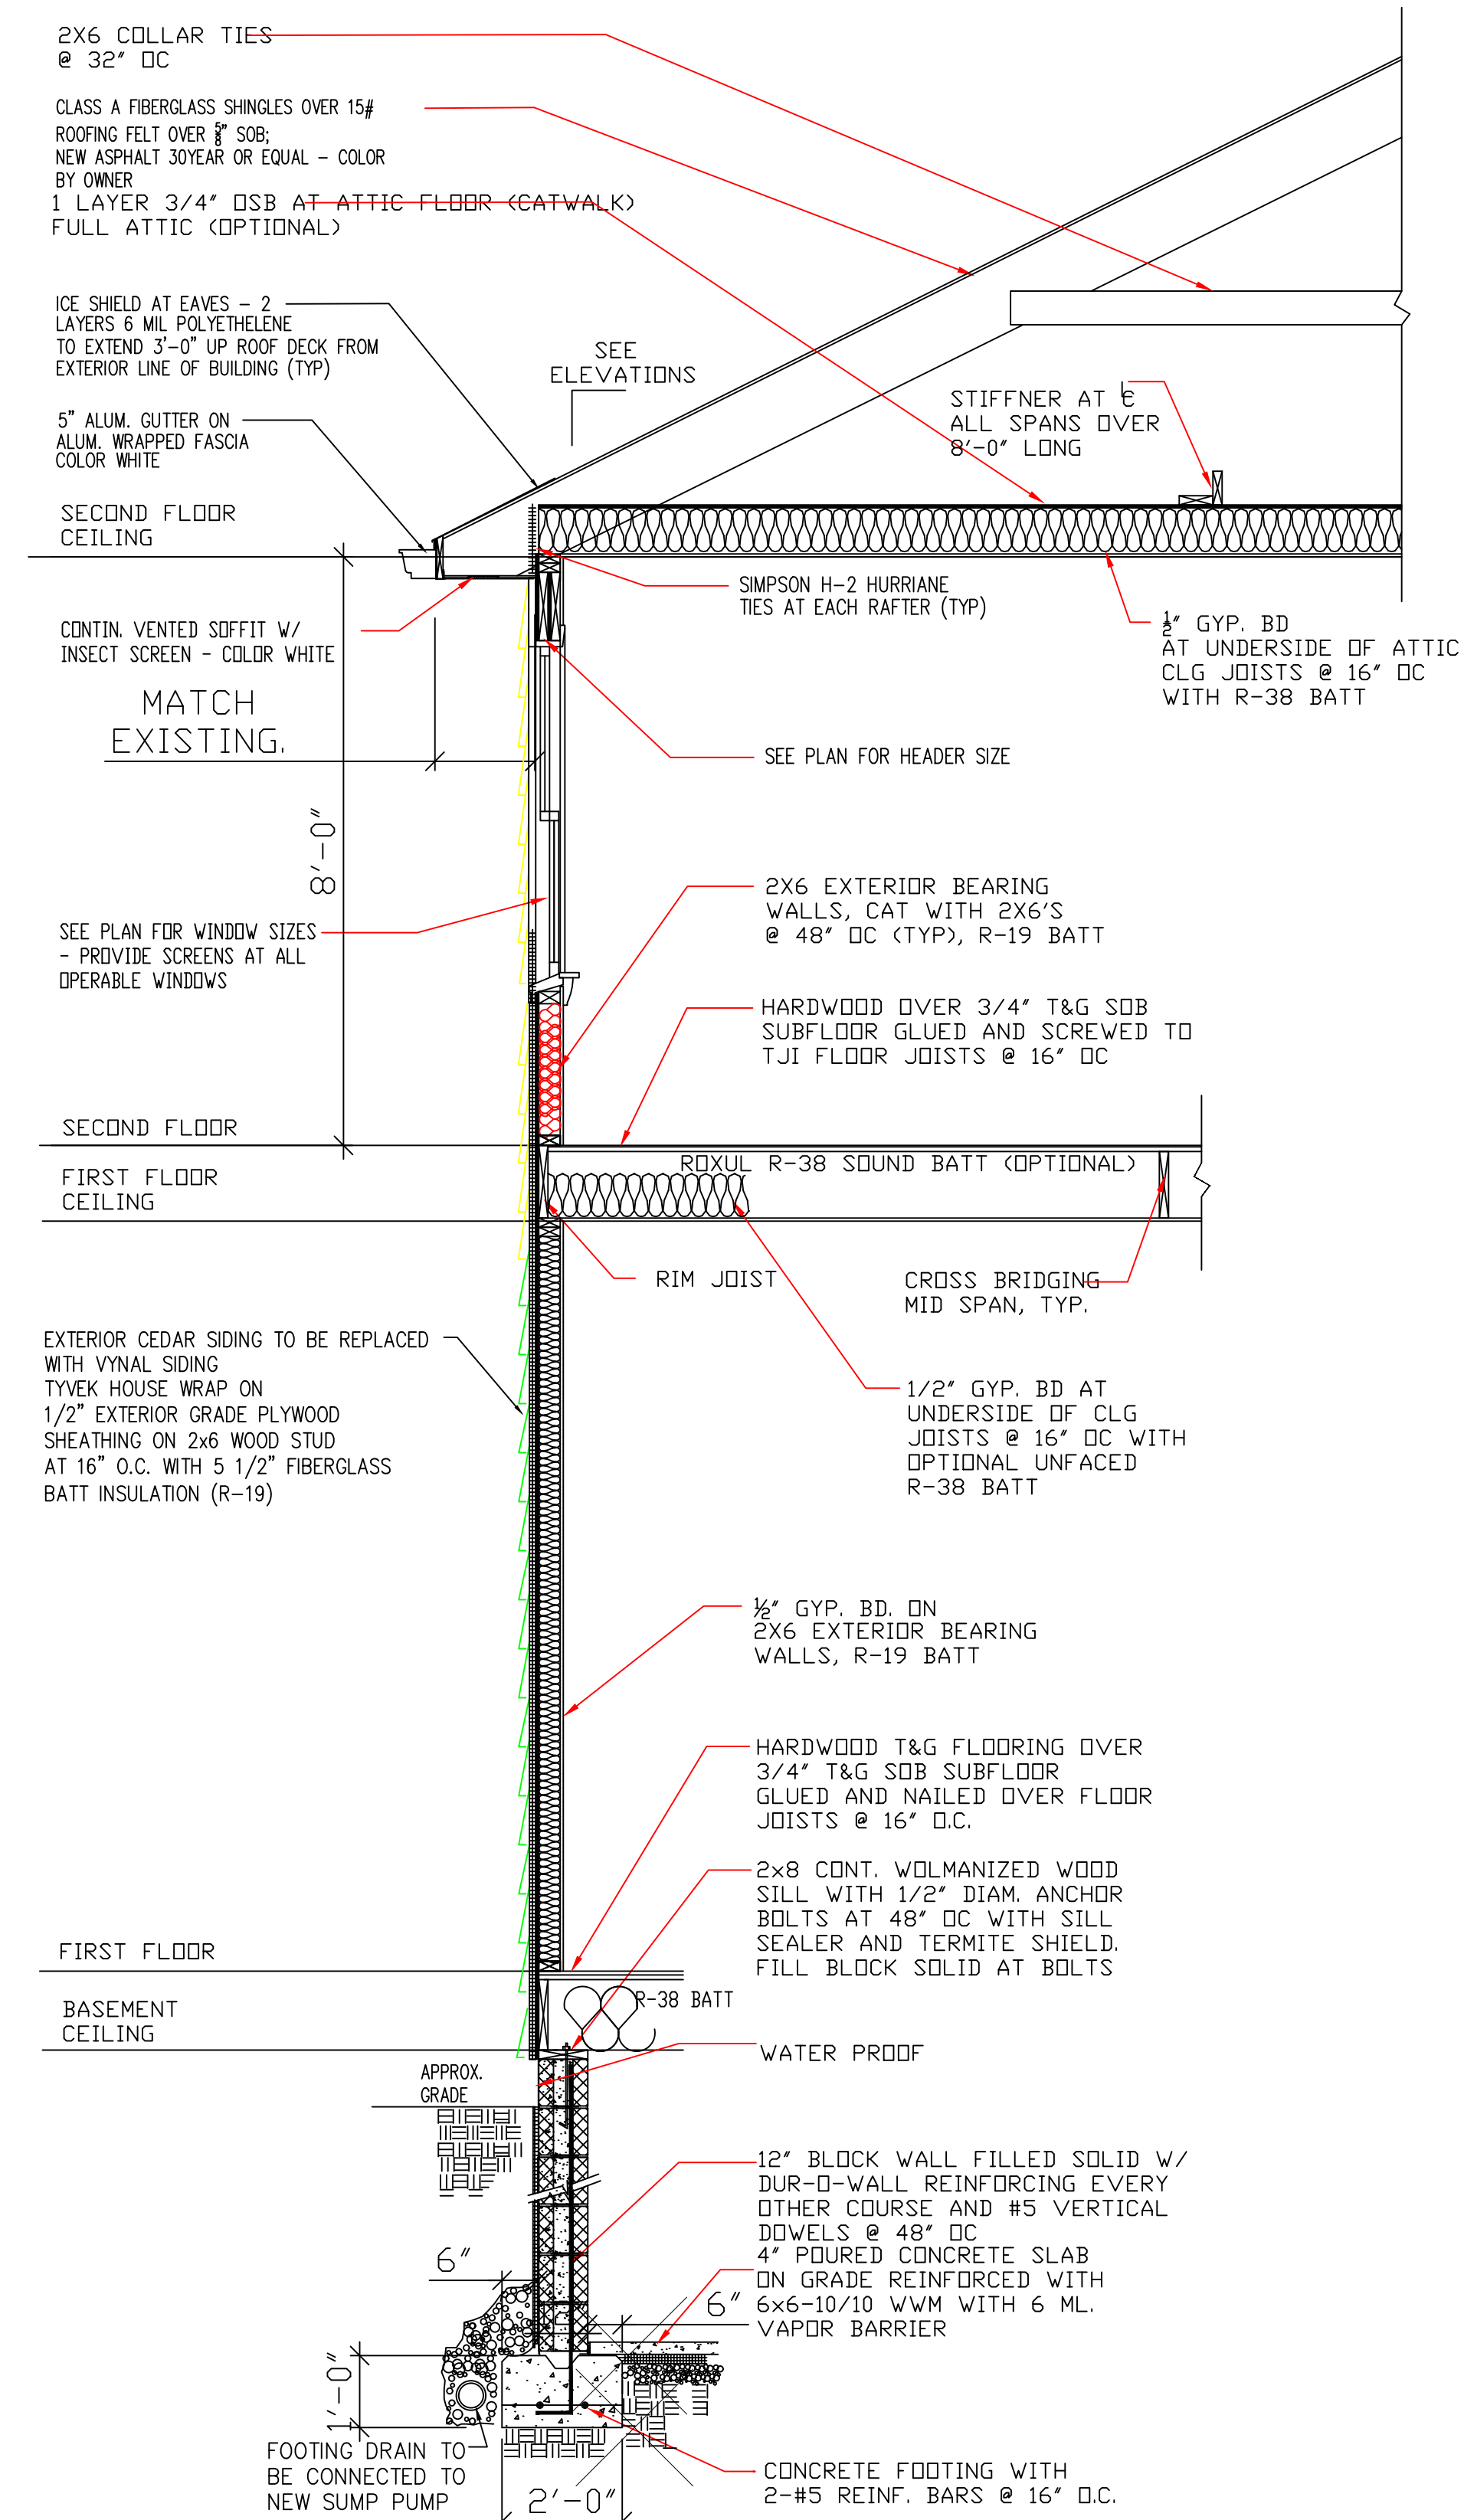 2X6 COLLAR TIES
@ 32" OC
CLASS A FIBERGLASS SHINGLES OVER 15#
ROOFING FELT OVER 5/8" SOB;
NEW ASPHALT 30YEAR OR EQUAL - COLOR
BY OWNER
1 LAYER 3/4" OSB AT ATTIC FLOOR (CATWALK)
FULL ATTIC (OPTIONAL)
ICE SHIELD AT EAVES - 2
LAYERS 6 MIL POLYETHELENE
TO EXTEND 3'-0" UP ROOF DECK FROM
EXTERIOR LINE OF BUILDING (TYP)
SEE
ELEVATIONS
STIFFNER AT ℄
ALL SPANS OVER
8'-0" LONG
5" ALUM. GUTTER ON
ALUM. WRAPPED FASCIA
COLOR WHITE
SECOND FLOOR
CEILING
SIMPSON H-2 HURRIANE
TIES AT EACH RAFTER (TYP)
1/2" GYP. BD
AT UNDERSIDE OF ATTIC
CLG JOISTS @ 16" OC
WITH R-38 BATT
CONTIN. VENTED SOFFIT W/
INSECT SCREEN - COLOR WHITE
MATCH
EXISTING.
SEE PLAN FOR HEADER SIZE
8'-0"
2X6 EXTERIOR BEARING
WALLS, CAT WITH 2X6'S
@ 48" OC (TYP), R-19 BATT
SEE PLAN FOR WINDOW SIZES
- PROVIDE SCREENS AT ALL
OPERABLE WINDOWS
HARDWOOD OVER 3/4" T&G SOB
SUBFLOOR GLUED AND SCREWED TO
TJI FLOOR JOISTS @ 16" OC
SECOND FLOOR
ROXUL R-38 SOUND BATT (OPTIONAL)
FIRST FLOOR
CEILING
RIM JOIST
CROSS BRIDGING
MID SPAN, TYP.
EXTERIOR CEDAR SIDING TO BE REPLACED
WITH VYNAL SIDING
TYVEK HOUSE WRAP ON
1/2" EXTERIOR GRADE PLYWOOD
SHEATHING ON 2x6 WOOD STUD
AT 16" O.C. WITH 5 1/2" FIBERGLASS
BATT INSULATION (R-19)
1/2" GYP. BD AT
UNDERSIDE OF CLG
JOISTS @ 16" OC WITH
OPTIONAL UNFACED
R-38 BATT
½" GYP. BD. ON
2X6 EXTERIOR BEARING
WALLS, R-19 BATT
HARDWOOD T&G FLOORING OVER
3/4" T&G SOB SUBFLOOR
GLUED AND NAILED OVER FLOOR
JOISTS @ 16" O.C.
2x8 CONT. WOLMANIZED WOOD
SILL WITH 1/2" DIAM. ANCHOR
BOLTS AT 48" OC WITH SILL
SEALER AND TERMITE SHIELD.
FILL BLOCK SOLID AT BOLTS
FIRST FLOOR
R-38 BATT
BASEMENT
CEILING
WATER PROOF
APPROX.
GRADE
12" BLOCK WALL FILLED SOLID W/
DUR-O-WALL REINFORCING EVERY
OTHER COURSE AND #5 VERTICAL
DOWELS @ 48" OC
4" POURED CONCRETE SLAB
ON GRADE REINFORCED WITH
6x6-10/10 WWM WITH 6 ML.
VAPOR BARRIER
6"
6"
1'-0"
FOOTING DRAIN TO
BE CONNECTED TO
NEW SUMP PUMP
2'-0"
CONCRETE FOOTING WITH
2-#5 REINF. BARS @ 16" O.C.